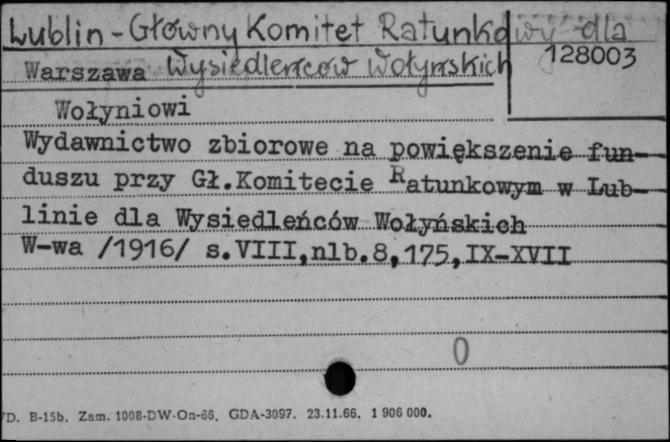 Lublin - Główny Komitet Ratunkowy dla
128003
Warszawa Wysiedleńców Wołyńskich
Wołyniowi
Wydawnictwo zbiorowe na powiększenie fun-
duszu przy Gł.Komitecie Ratunkowym w Lub-
linie dla Wysiedleńców Wołyńskich
W-wa /1916/ s.VIII,nlb.8,175,IX-XVII
0
D. B-15b. Zam. 1008-DW-On-66. GDA-3097. 23.11.66. 1 906 000.